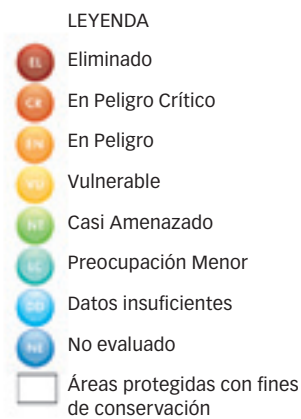 LEYENDA
EL Eliminado
CR En Peligro Crítico
EN En Peligro
VU Vulnerable
NT Casi Amenazado
LC Preocupación Menor
DD Datos insuficientes
NE No evaluado
Áreas protegidas con fines
de conservación